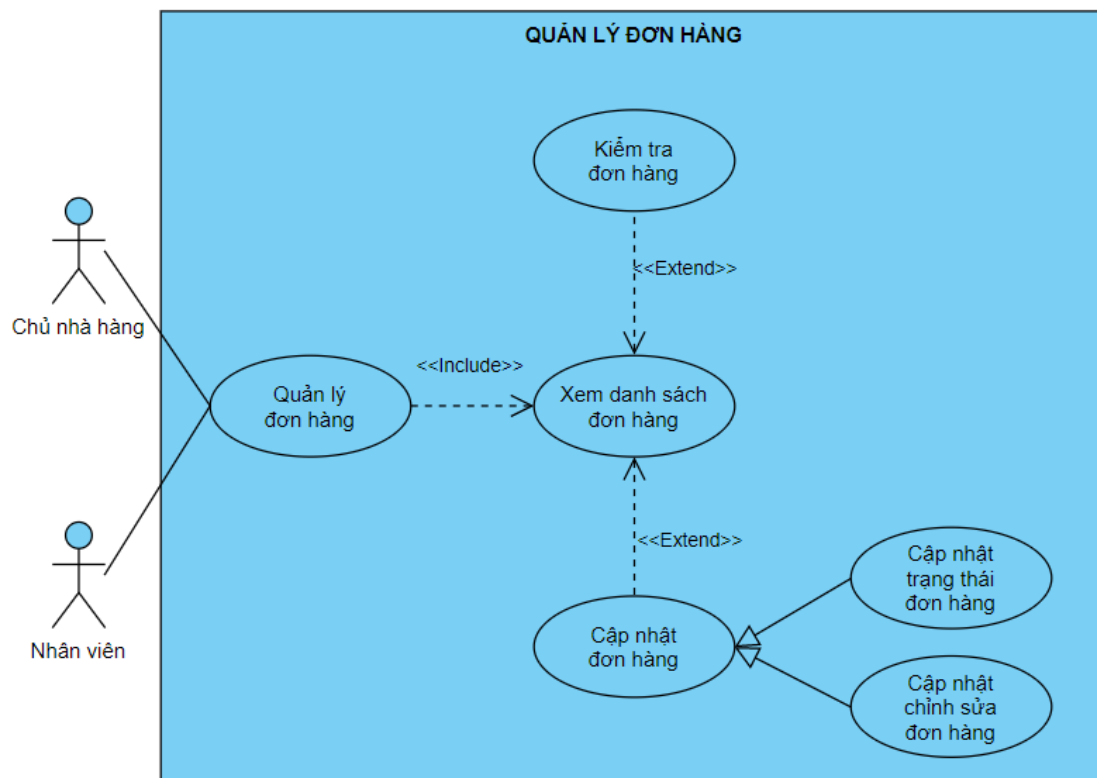 QUẢN LÝ ĐƠN HÀNG
Kiểm tra
đơn hàng
<<Extend>>
Chủ nhà hàng
<<Include>>
Quản lý
đơn hàng
Xem danh sách
đơn hàng
<<Extend>>
Cập nhật
trạng thái
đơn hàng
Nhân viên
Cập nhật
đơn hàng
Cập nhật
chỉnh sửa
đơn hàng